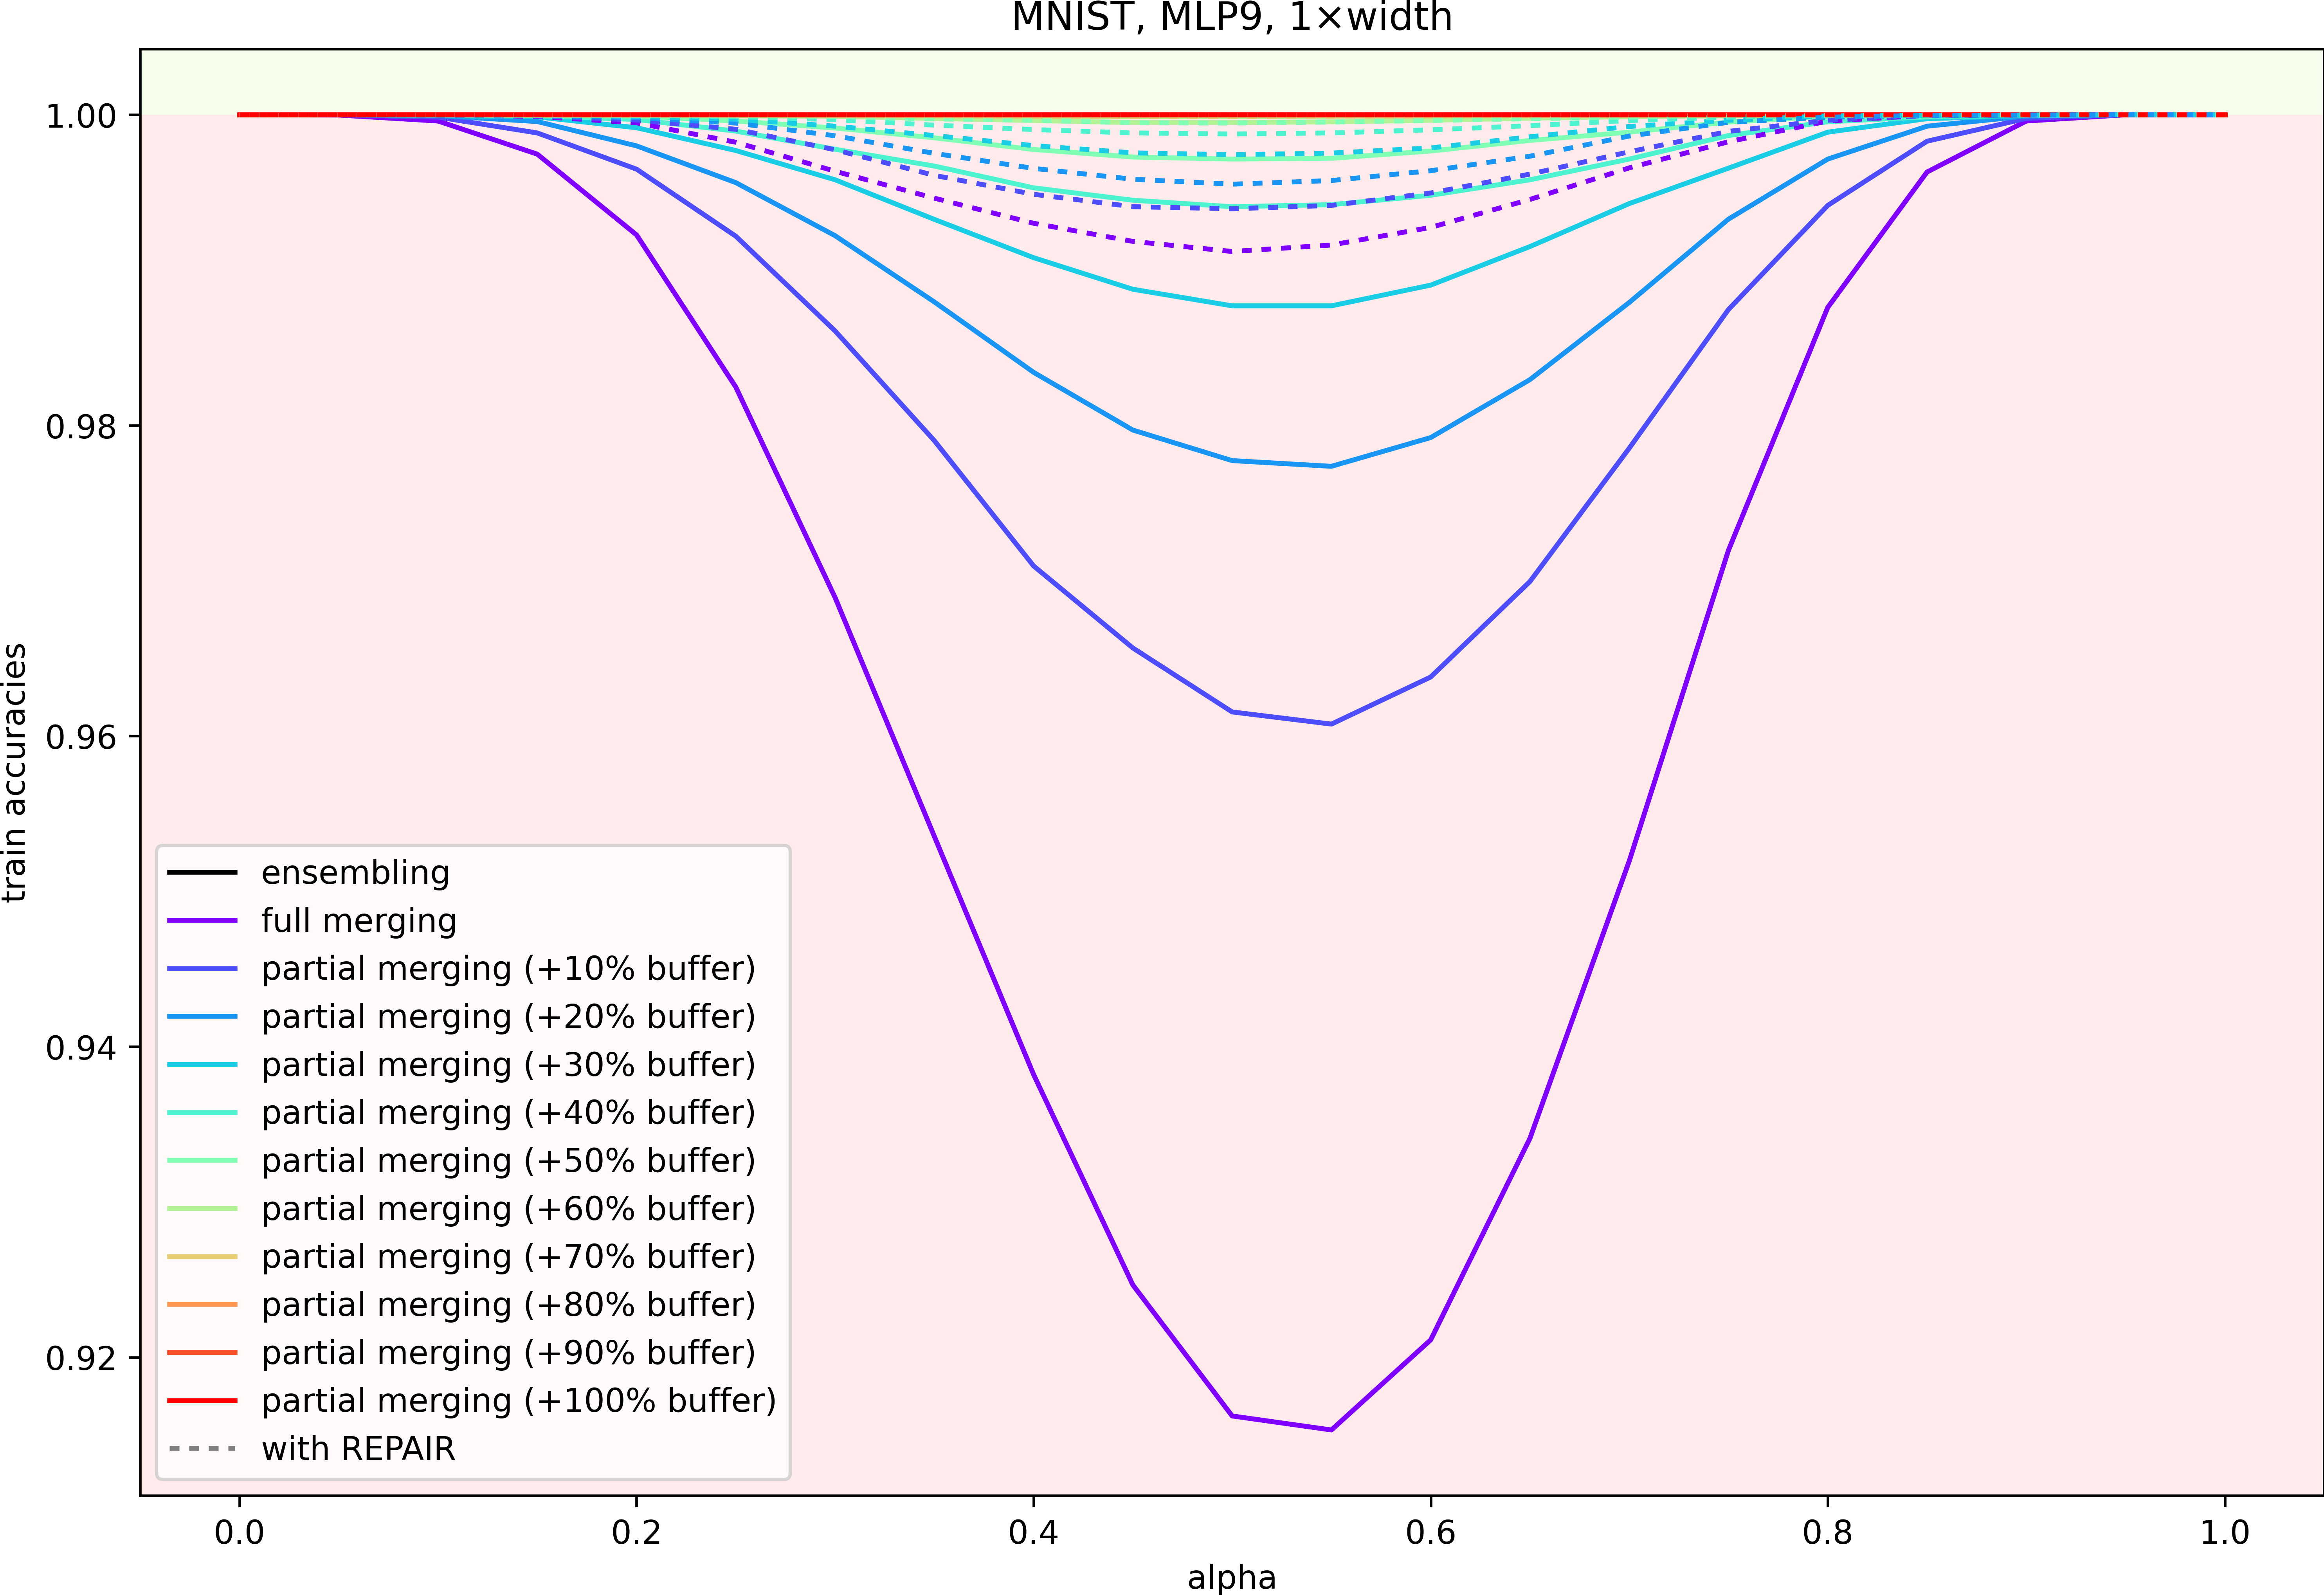 MNIST, MLP9, 1×width
train accuracies
1.00
0.98
0.96
0.94
0.92
ensembling
full merging
partial merging (+10% buffer)
partial merging (+20% buffer)
partial merging (+30% buffer)
partial merging (+40% buffer)
partial merging (+50% buffer)
partial merging (+60% buffer)
partial merging (+70% buffer)
partial merging (+80% buffer)
partial merging (+90% buffer)
partial merging (+100% buffer)
with REPAIR
0.0 0.2 0.4 0.6 0.8 1.0
alpha